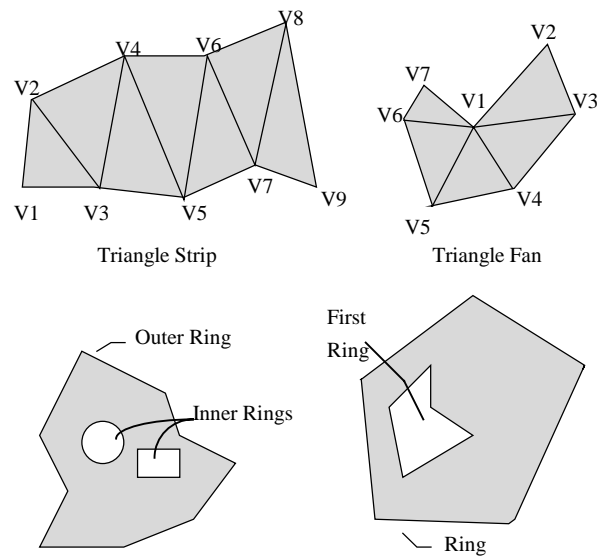 V8
V4
V6
V2
V1
V3
V5
V7
V9
Triangle Strip
V2
V7
V1
V3
V6
V4
V5
Triangle Fan
Outer Ring
Inner Rings
First
Ring
Ring